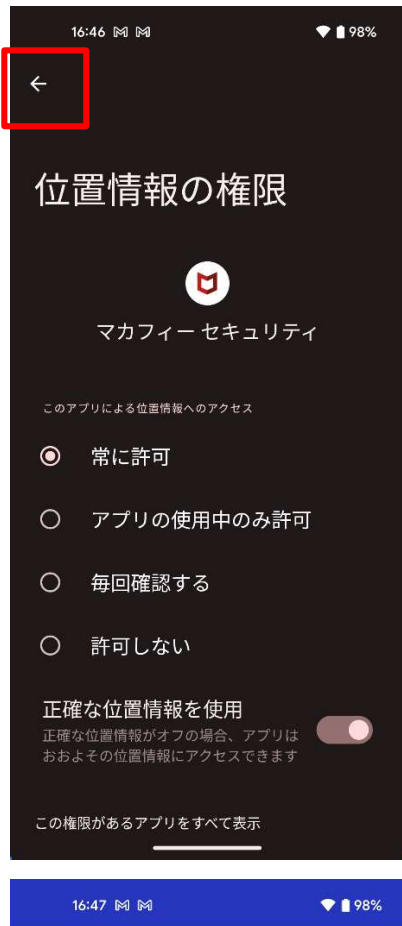 16:46 98%
位置情報の権限
マカフィー セキュリティ
このアプリによる位置情報へのアクセス
常に許可
アプリの使用中のみ許可
毎回確認する
許可しない
正確な位置情報を使用
正確な位置情報がオフの場合、アプリは
おおよその位置情報にアクセスできます
この権限があるアプリをすべて表示
16:47 98%